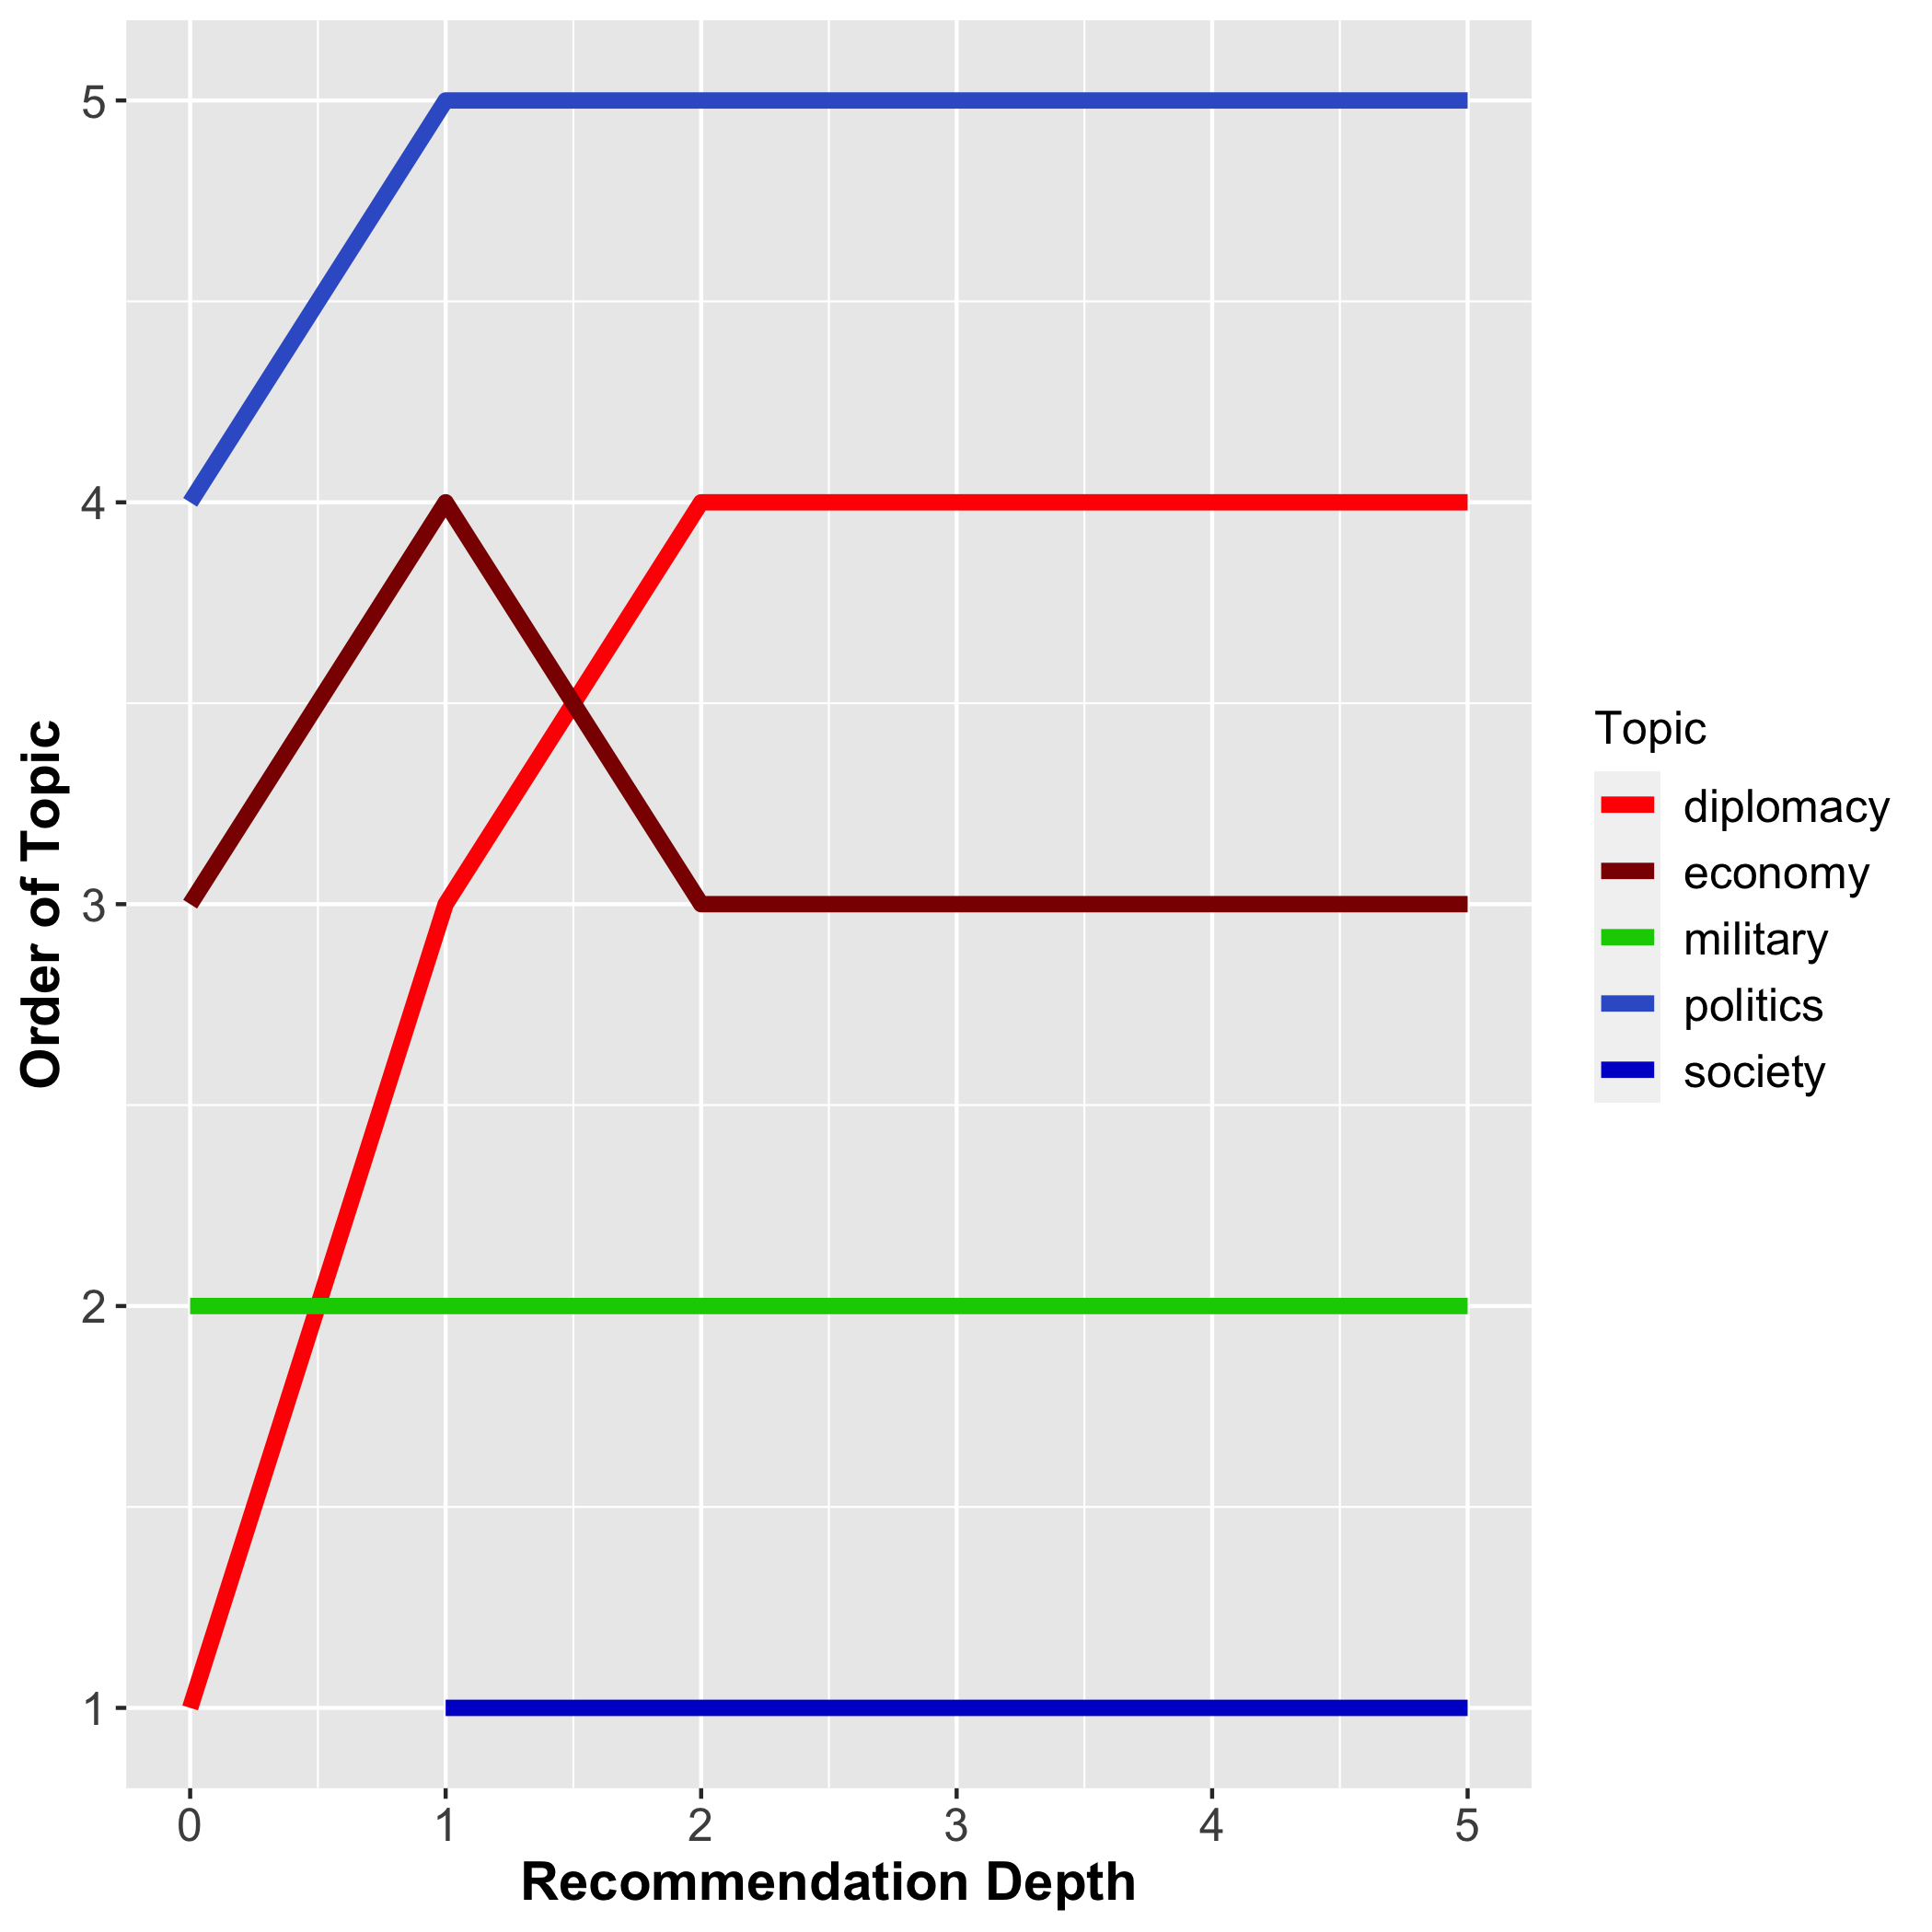 5
4
3
2
1
Order of Topic
0 1 2 3 4 5
Recommendation Depth
Topic
diplomacy
economy
military
politics
society